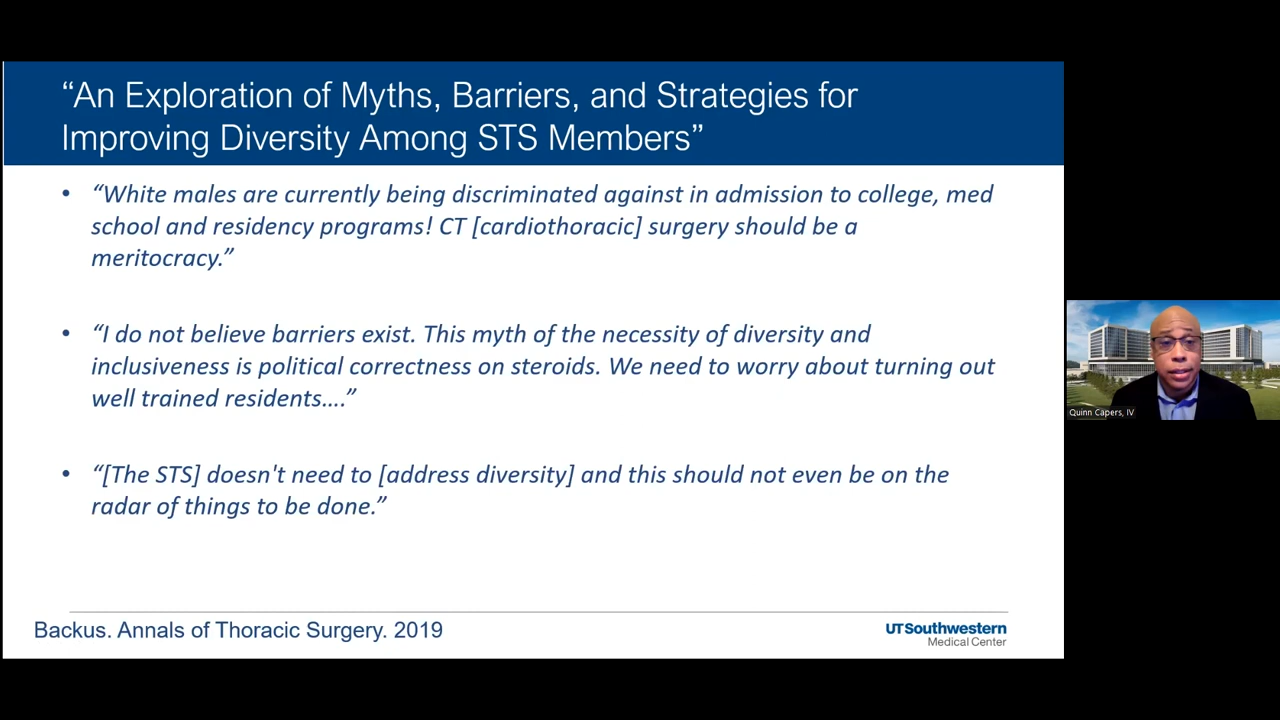 “An Exploration of Myths, Barriers, and Strategies for
Improving Diversity Among STS Members”
• “White males are currently being discriminated against in admission to college, med
school and residency programs! CT [cardiothoracic] surgery should be a
meritocracy.”
• “I do not believe barriers exist. This myth of the necessity of diversity and
inclusiveness is political correctness on steroids. We need to worry about turning out
well trained residents….”
• “[The STS] doesn't need to [address diversity] and this should not even be on the
radar of things to be done.”
Backus. Annals of Thoracic Surgery. 2019
UTSouthwestern
Medical Center
Quinn Capers, IV